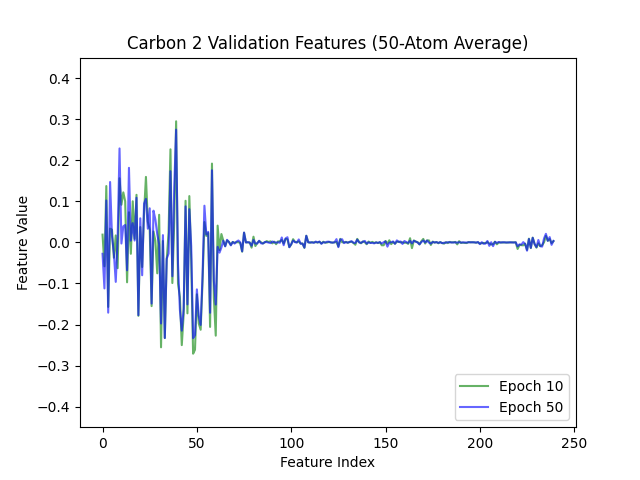 Carbon 2 Validation Features (50-Atom Average)
Feature Value
0.4
0.3
0.2
0.1
0.0
−0.1
−0.2
−0.3
−0.4
Epoch 10
Epoch 50
0 50 100 150 200 250
Feature Index